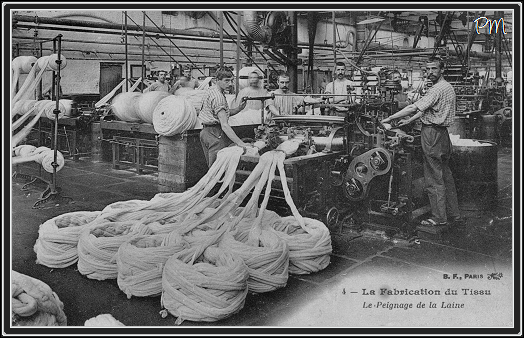 PM
B. F., PARIS
4 - La Fabrication du Tissu
Le Peignage de la Laine